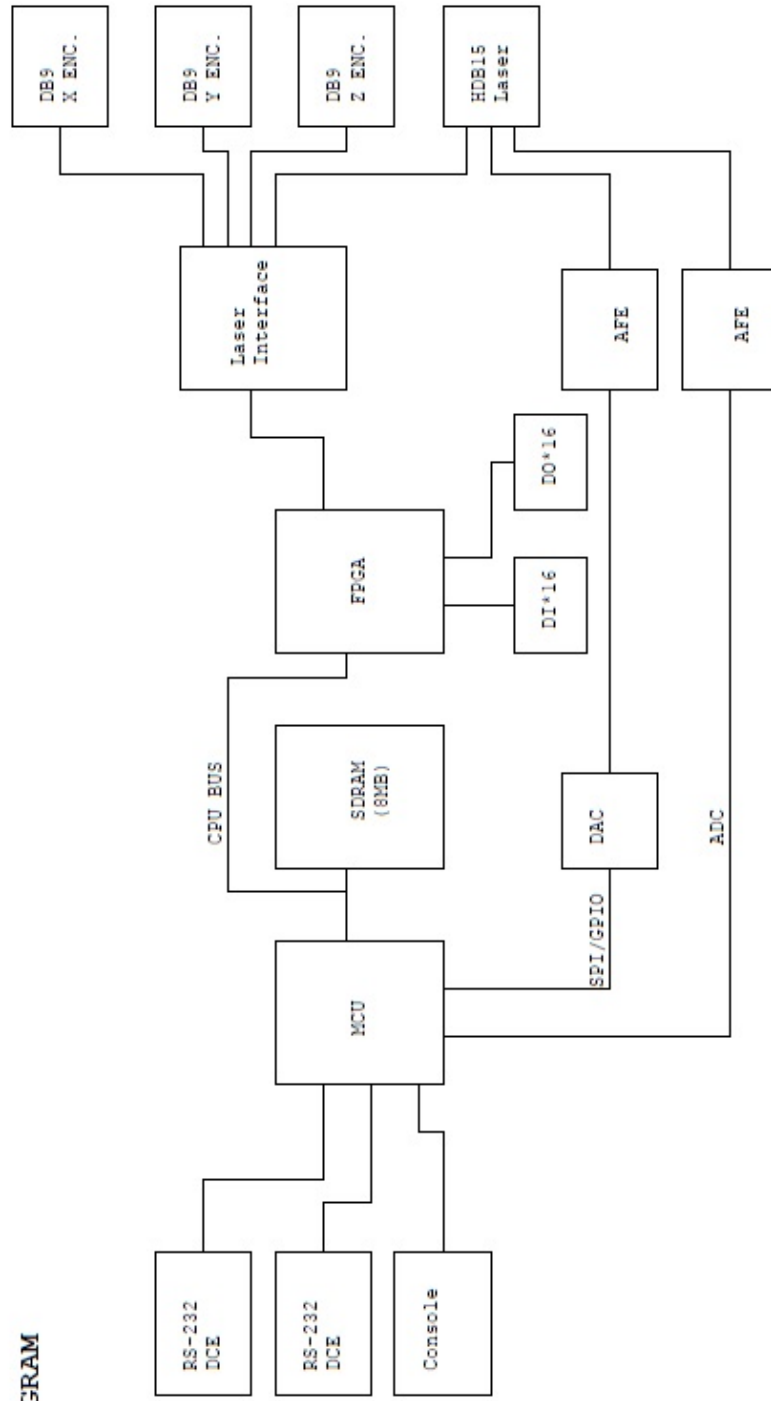 GRAM
RS-232
DCE
RS-232
DCE
Console
MCU
CPU BUS
SDRAM
(8MB)
SPI/GPIO
DAC
ADC
FPGA
DI*16
DO*16
Laser
Interface
AFE
AFE
DB9
X ENC.
DB9
Y ENC.
DB9
Z ENC.
HDB15
Laser